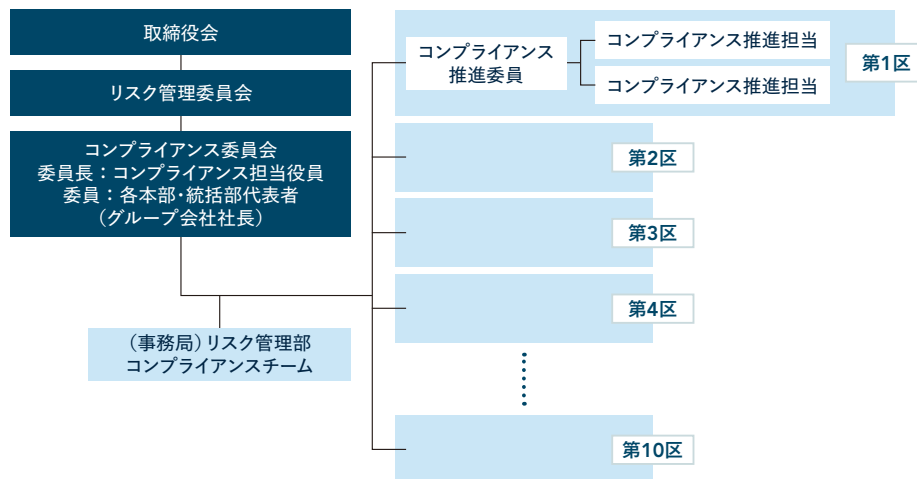 取締役会
リスク管理委員会
コンプライアンス委員会
委員長：コンプライアンス担当役員
委員：各本部・統括部代表者
（グループ会社社長）
（事務局）リスク管理部
コンプライアンスチーム
コンプライアンス
推進委員
コンプライアンス推進担当
コンプライアンス推進担当
第1区
第2区
第3区
第4区
第10区